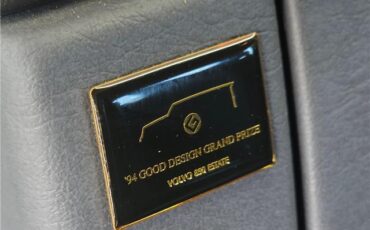 '94 GOOD DESIGN GRAND PRIZE
VOLVO 850 ESTATE